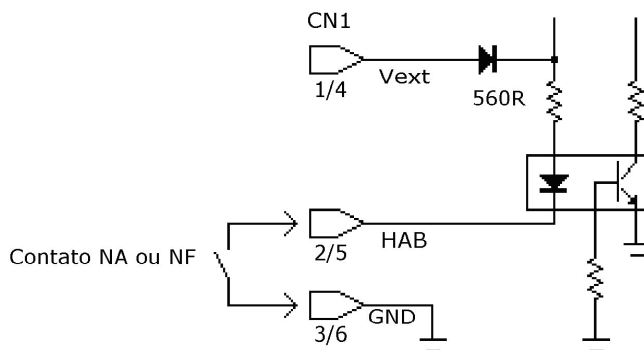 CN1
1/4
Vext
560R
2/5
HAB
Contato NA ou NF
3/6
GND